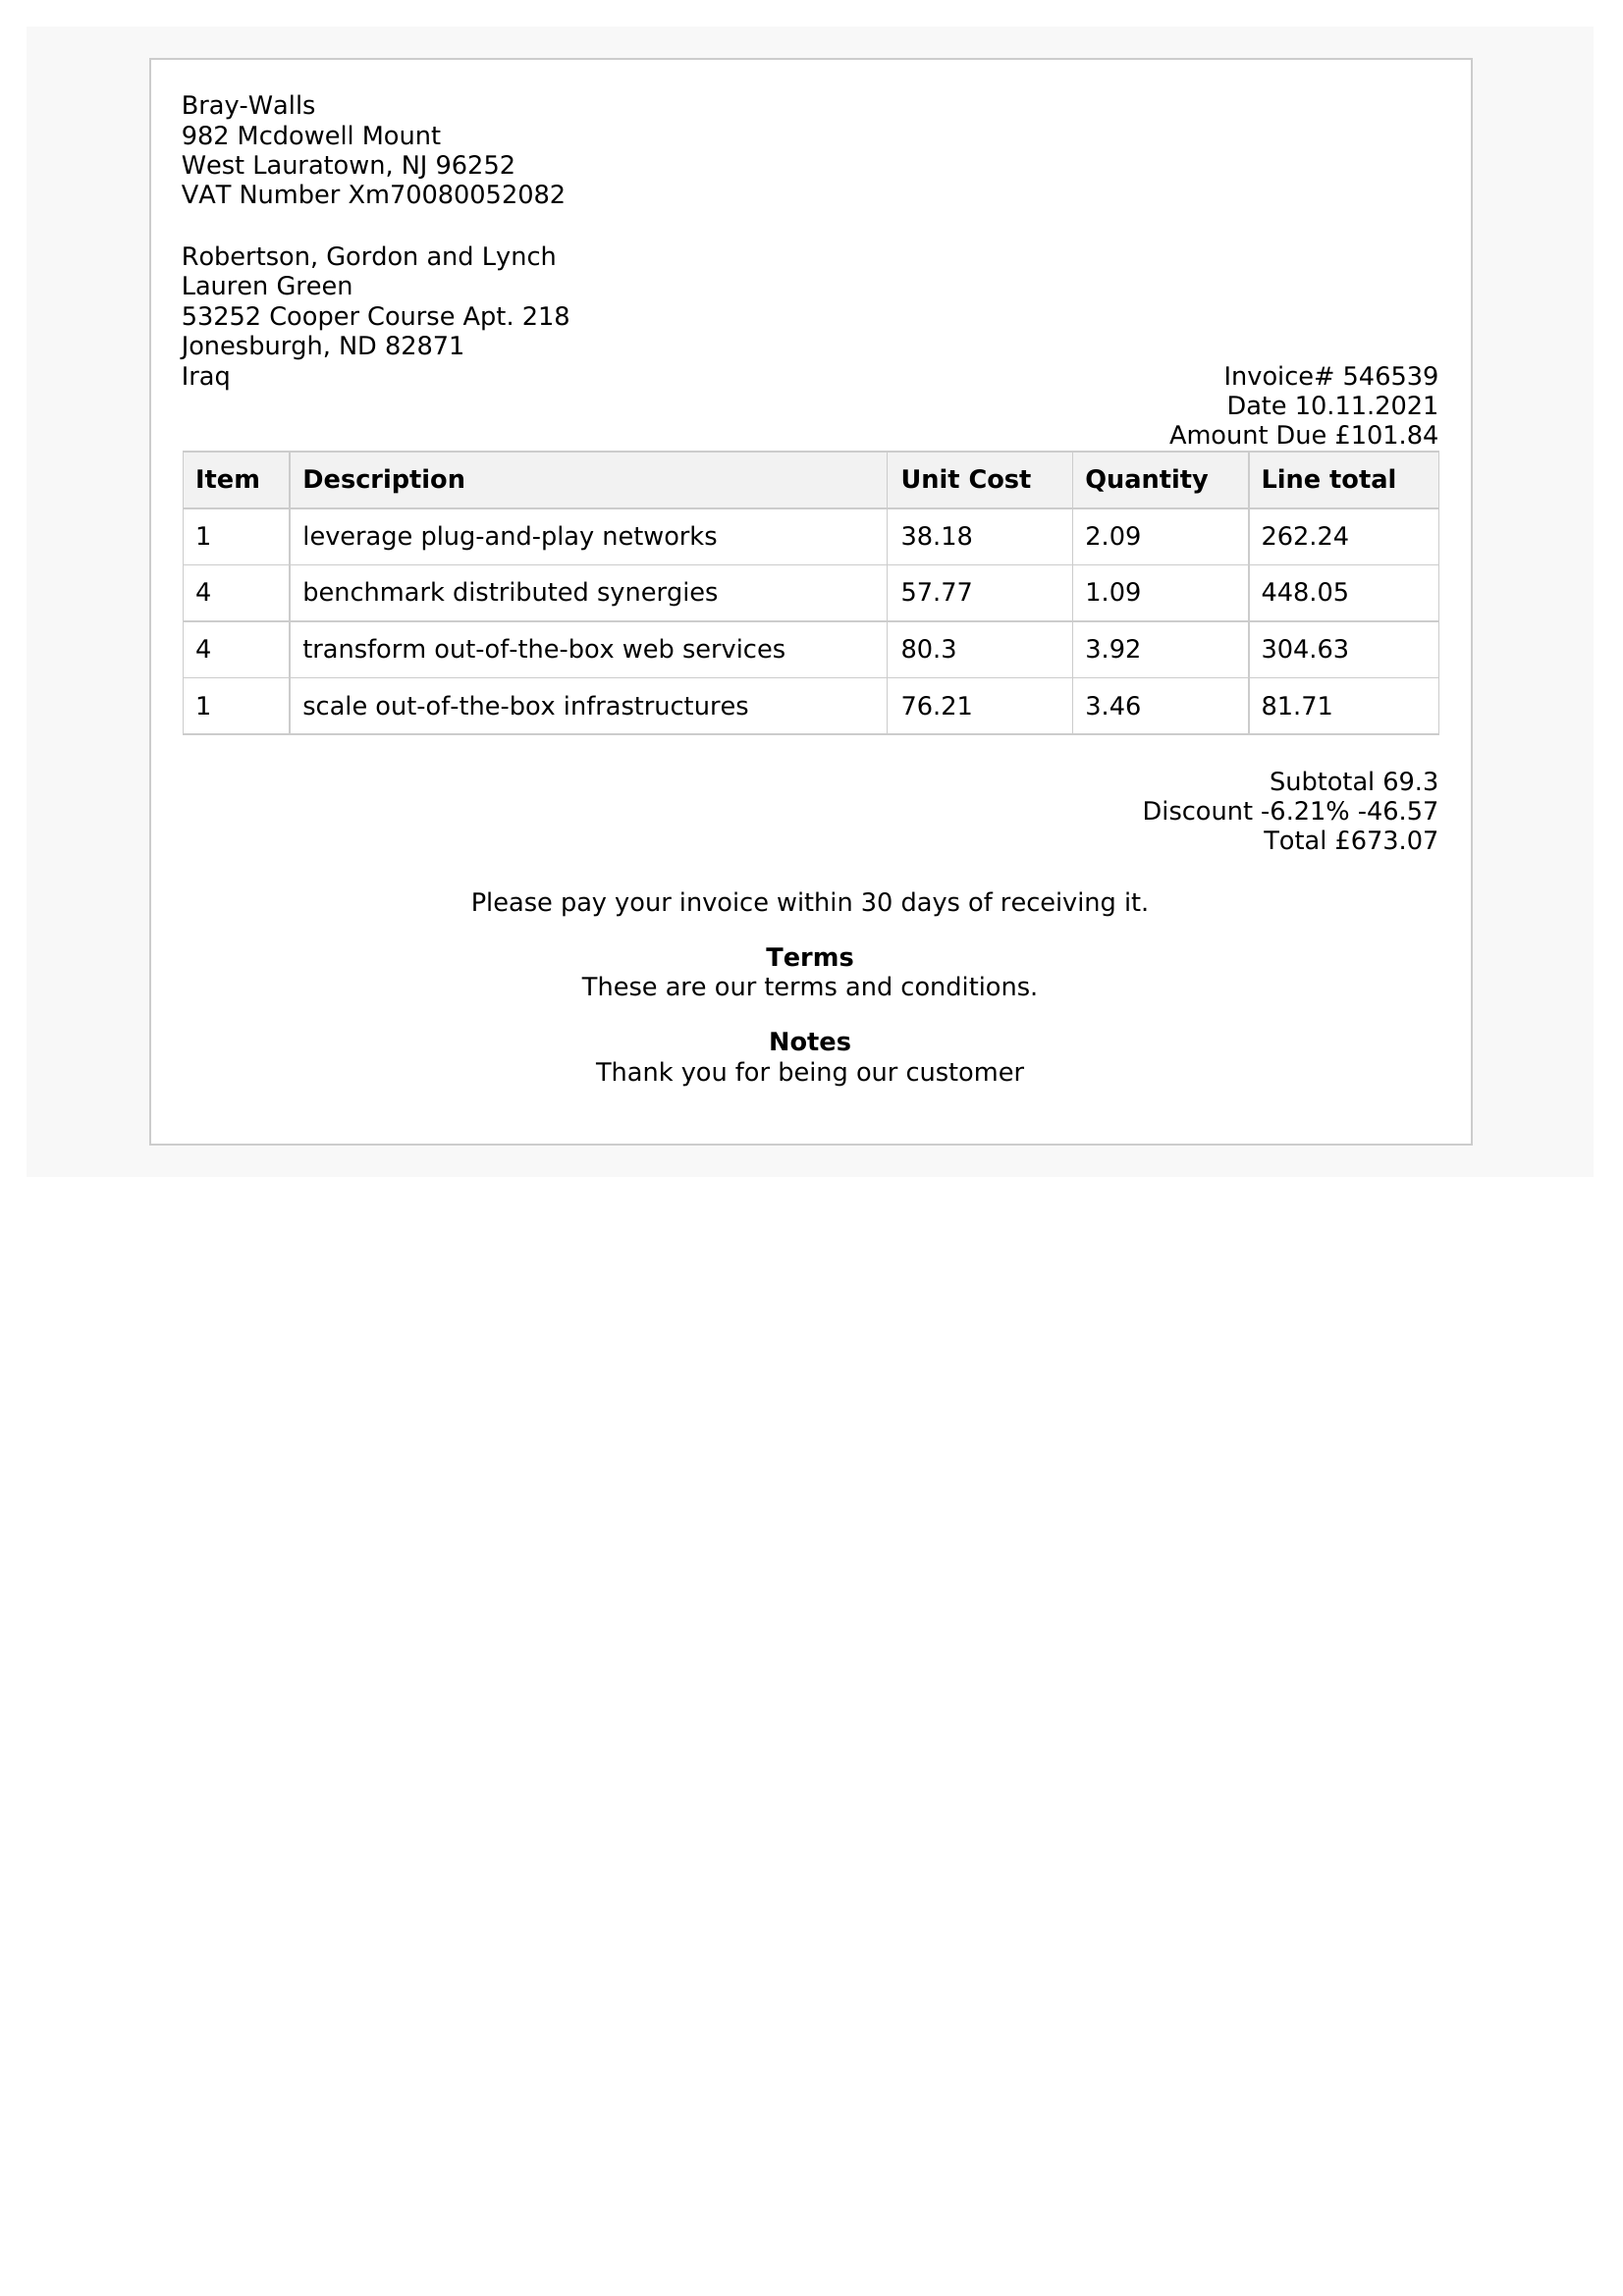 Bray-Walls
982 Mcdowell Mount
West Lauratown, NJ 96252
VAT Number Xm70080052082
Robertson, Gordon and Lynch
Lauren Green
53252 Cooper Course Apt. 218
Jonesburgh, ND 82871
Iraq
Invoice# 546539
Date 10.11.2021
Amount Due £101.84
Item Description Unit Cost Quantity Line total
1 leverage plug-and-play networks 38.18 2.09 262.24
4 benchmark distributed synergies 57.77 1.09 448.05
4 transform out-of-the-box web services 80.3 3.92 304.63
1 scale out-of-the-box infrastructures 76.21 3.46 81.71
Subtotal 69.3
Discount -6.21% -46.57
Total £673.07
Please pay your invoice within 30 days of receiving it.
Terms
These are our terms and conditions.
Notes
Thank you for being our customer